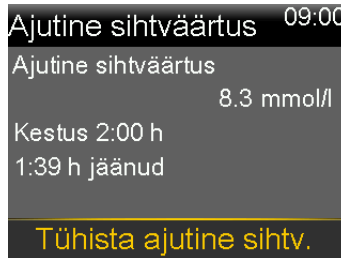 Ajutine sihtväärtus 09:00
Ajutine sihtväärtus
8.3 mmol/l
Kestus 2:00 h
1:39 h jäänud
Tühista ajutine sihtv.